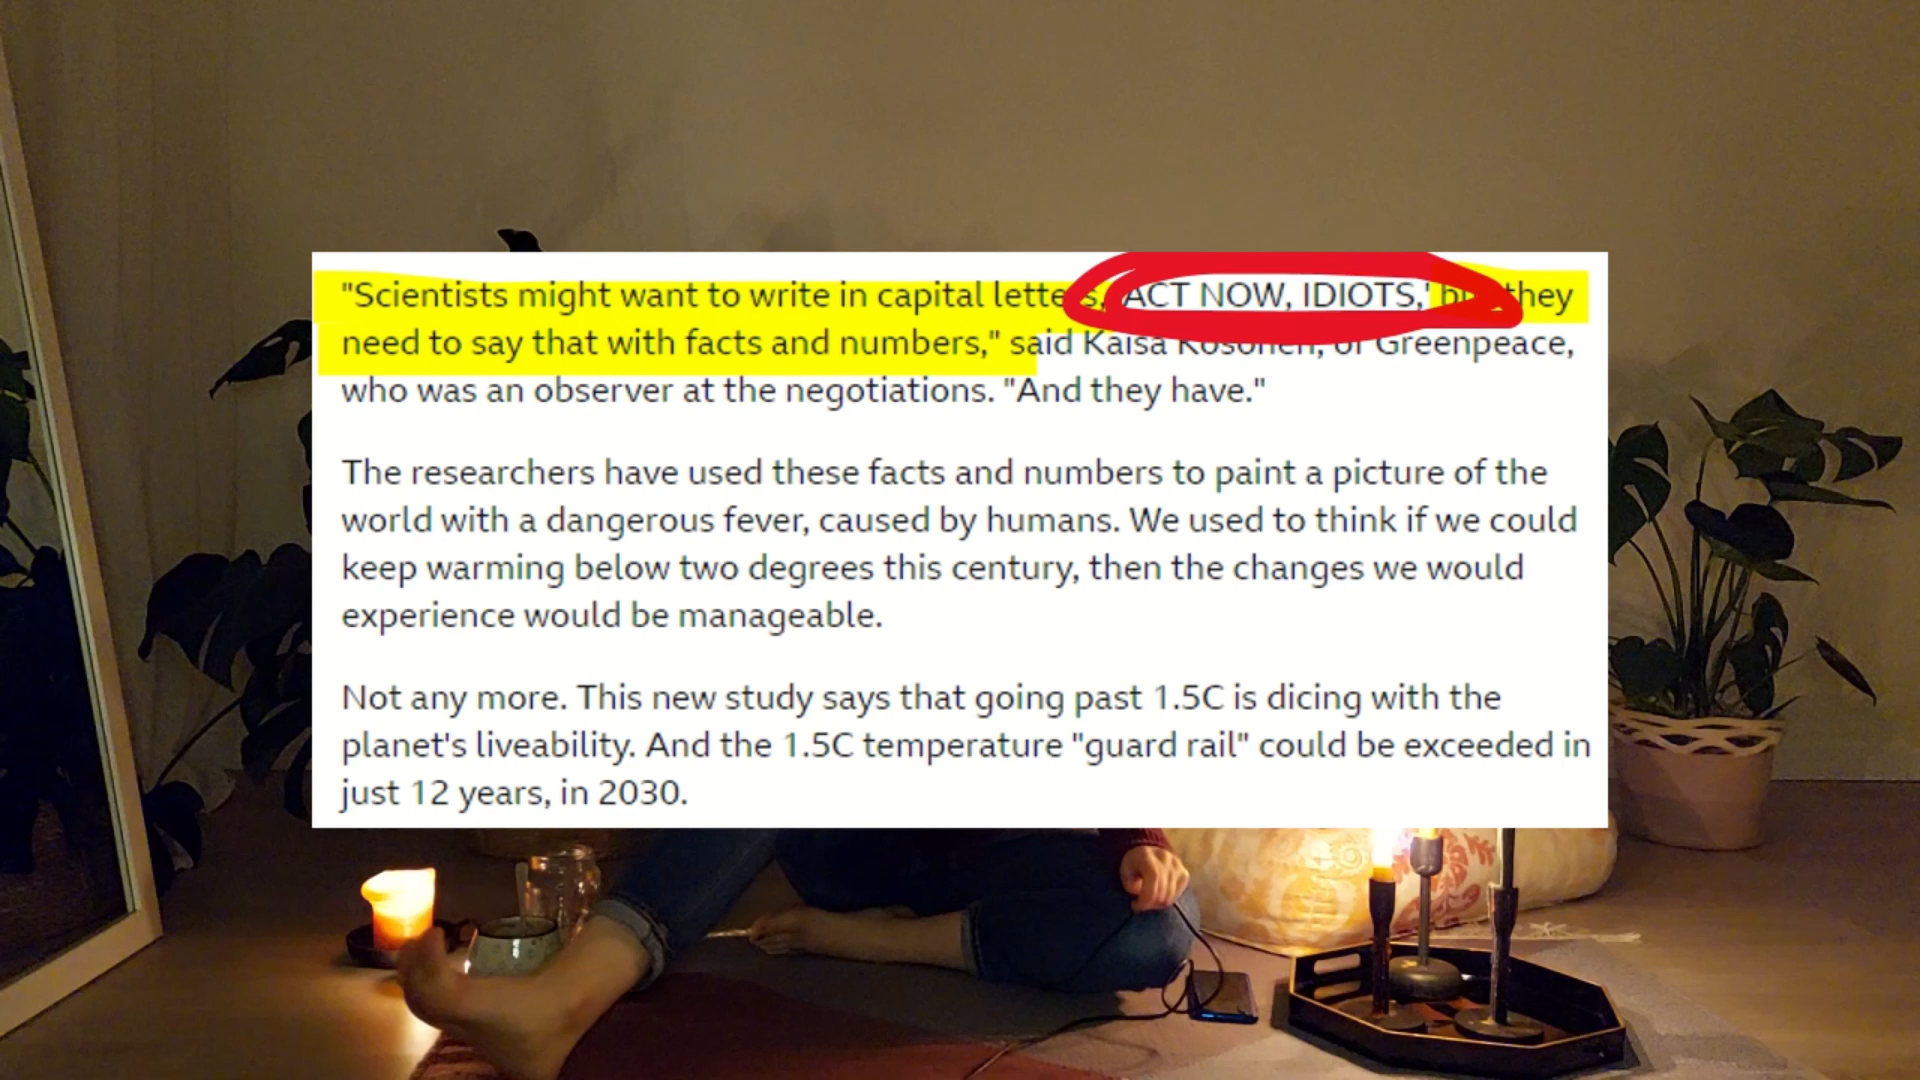 "Scientists might want to write in capital letters, 'ACT NOW, IDIOTS,' but they
need to say that with facts and numbers," said Kaisa Kosonen, of Greenpeace,
who was an observer at the negotiations. "And they have."
The researchers have used these facts and numbers to paint a picture of the
world with a dangerous fever, caused by humans. We used to think if we could
keep warming below two degrees this century, then the changes we would
experience would be manageable.
Not any more. This new study says that going past 1.5C is dicing with the
planet's liveability. And the 1.5C temperature "guard rail" could be exceeded in
just 12 years, in 2030.